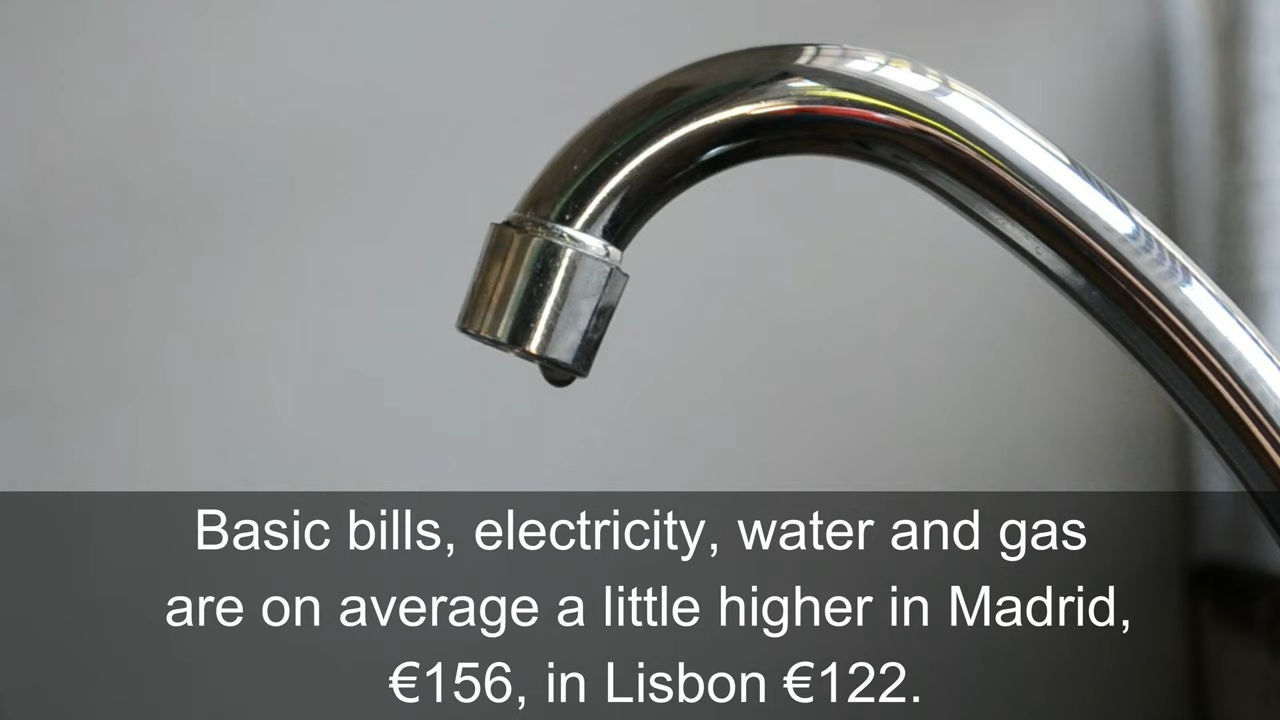 Basic bills, electricity, water and gas
are on average a little higher in Madrid,
€156, in Lisbon €122.